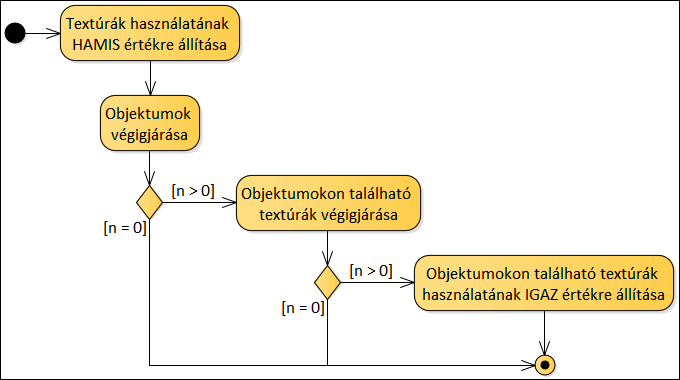 Textúrák használatának
HAMIS értékre állítása
Objektumok
végigjárása
[n > 0]
[n = 0]
Objektumokon található
textúrák végigjárása
[n > 0]
[n = 0]
Objektumokon található textúrák
használatának IGAZ értékre állítása